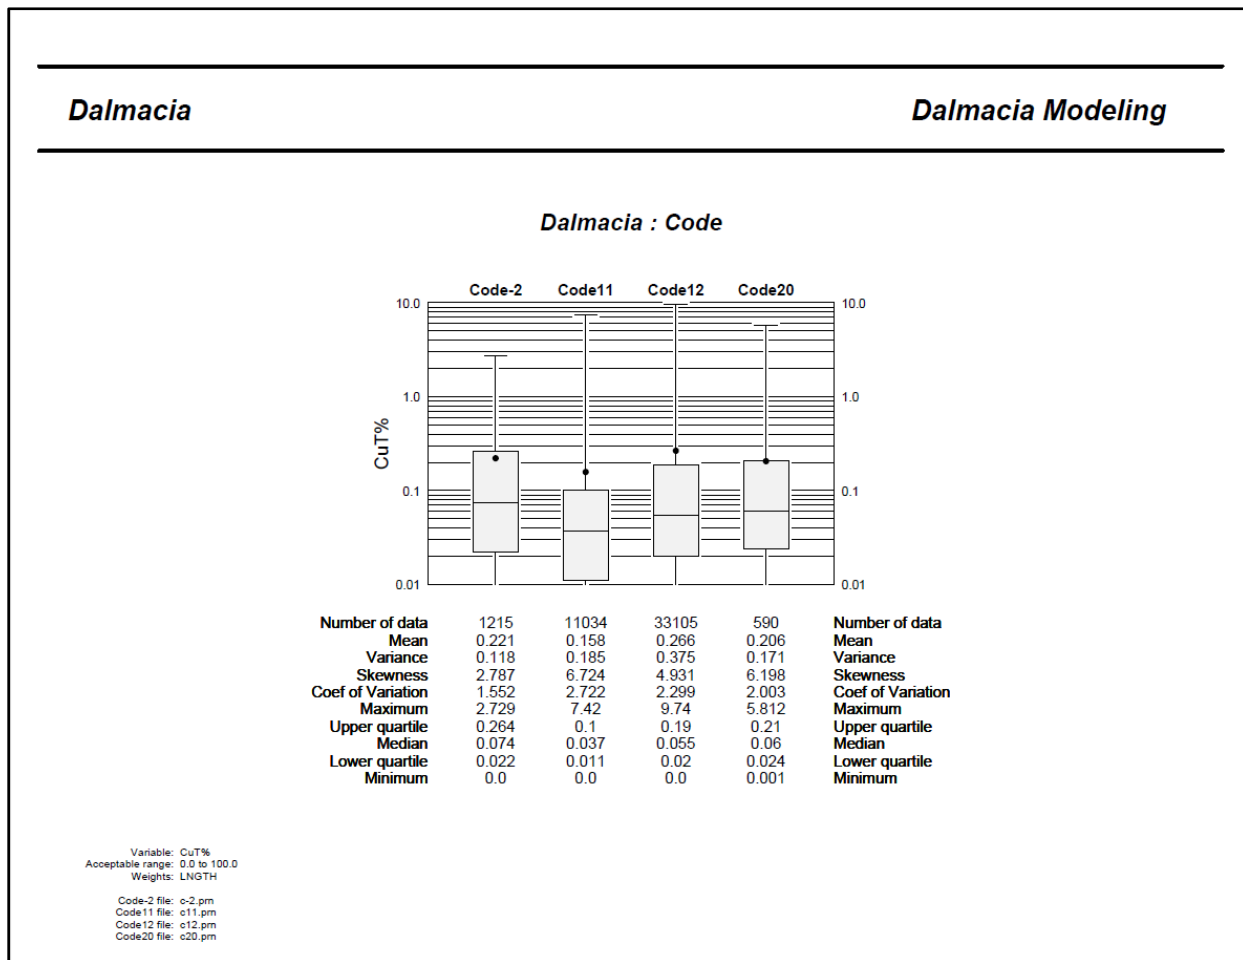 Dalmacia Dalmacia Modeling
Dalmacia : Code
Code-2 Code11 Code12 Code20
10.0 10.0
1.0 1.0
CuT%
0.1 0.1
0.01 0.01
Number of data 1215 11034 33105 590 Number of data
Mean 0.221 0.158 0.266 0.206 Mean
Variance 0.118 0.185 0.375 0.171 Variance
Skewness 2.787 6.724 4.931 6.198 Skewness
Coef of Variation 1.552 2.722 2.299 2.003 Coef of Variation
Maximum 2.729 7.42 9.74 5.812 Maximum
Upper quartile 0.264 0.1 0.19 0.21 Upper quartile
Median 0.074 0.037 0.055 0.06 Median
Lower quartile 0.022 0.011 0.02 0.024 Lower quartile
Minimum 0.0 0.0 0.0 0.001 Minimum
Variable: CuT%
Acceptable range: 0.0 to 100.0
Weights: LNGTH
Code-2 file: c-2.prn
Code11 file: c11.prn
Code12 file: c12.prn
Code20 file: c20.prn